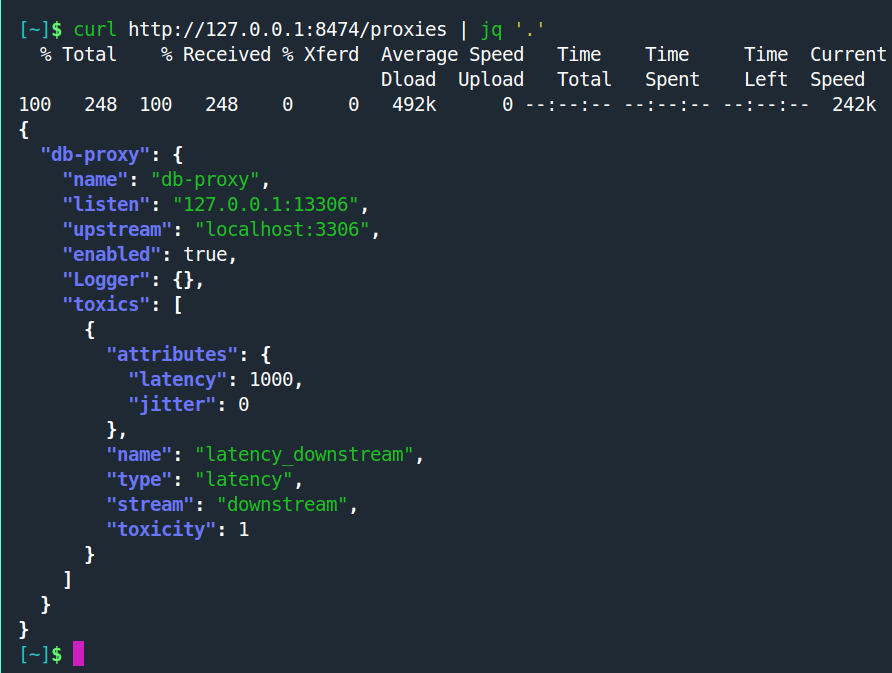 [~]$ curl http://127.0.0.1:8474/proxies | jq '.'
  % Total    % Received % Xferd  Average Speed   Time    Time     Time  Current
                                 Dload  Upload   Total   Spent    Left  Speed
100   248  100   248    0     0   492k      0 --:--:-- --:--:-- --:--:--  242k
{
  "db-proxy": {
    "name": "db-proxy",
    "listen": "127.0.0.1:13306",
    "upstream": "localhost:3306",
    "enabled": true,
    "Logger": {},
    "toxics": [
      {
        "attributes": {
          "latency": 1000,
          "jitter": 0
        },
        "name": "latency_downstream",
        "type": "latency",
        "stream": "downstream",
        "toxicity": 1
      }
    ]
  }
}
[~]$